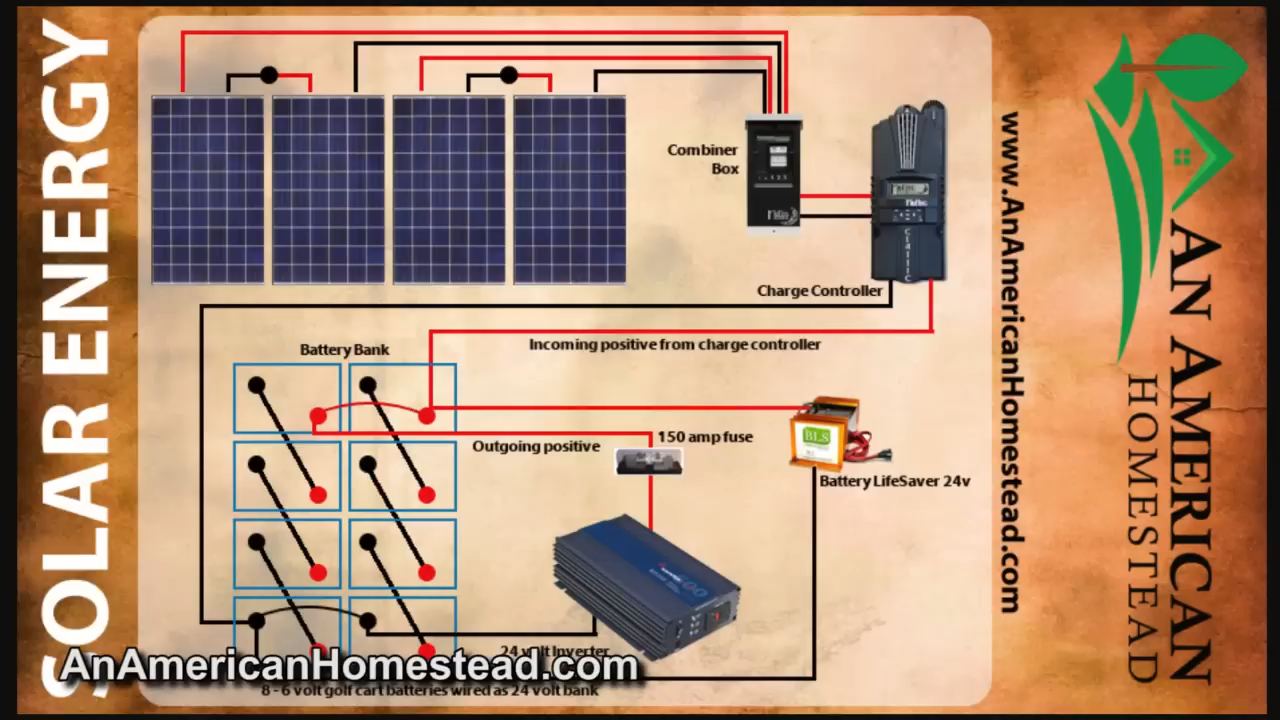 SOLAR ENERGY
Combiner
Box
Charge Controller
Battery Bank
Incoming positive from charge controller
Outgoing positive
150 amp fuse
BLS
Battery LifeSaver 24v
24 volt Inverter
8 - 6 volt golf cart batteries wired as 24 volt bank
AnAmericanHomestead.com
www.AnAmericanHomestead.com
AN AMERICAN
HOMESTEAD
CLASSIC